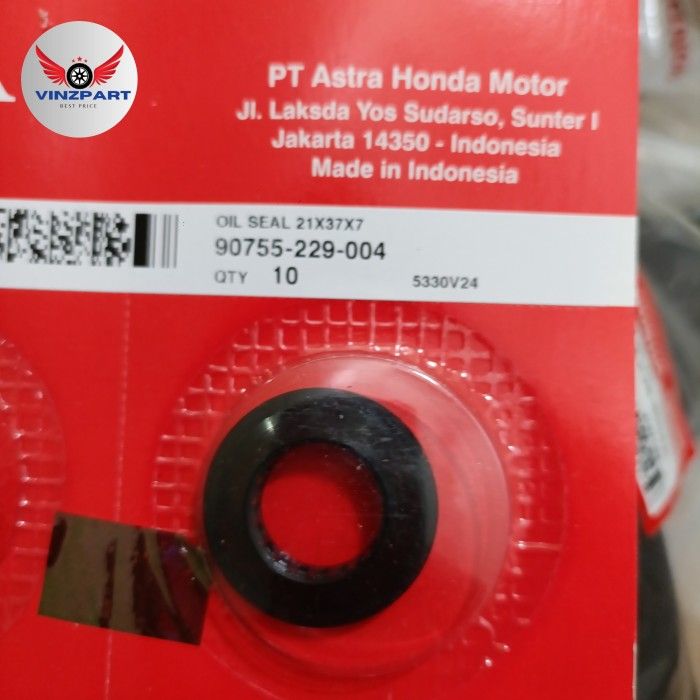 VINZPART
BEST PRICE
PT Astra Honda Motor
Jl. Laksda Yos Sudarso, Sunter I
Jakarta 14350 - Indonesia
Made in Indonesia
OIL SEAL 21X37X7
90755-229-004
QTY 10
5330V24